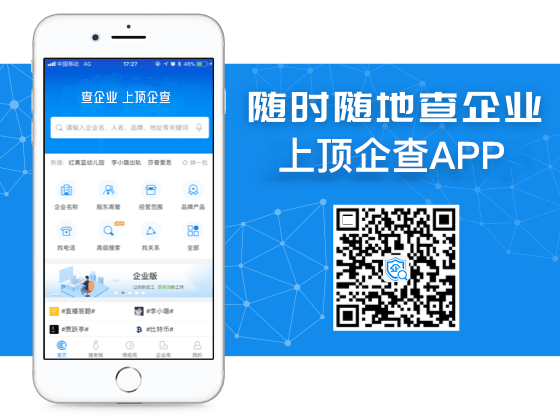 中国移动 4G 17:27 48%
查企业 上顶企查
请输入企业名、人名、品牌、地址等关键词
热搜: 红黄蓝幼儿园 李小璐出轨 莎普爱思 换一批
企业名称 股东高管 经营范围 品牌产品
找电话 高级搜索 找关系 全部
企业版
#直播答题# #李小璐#
#贾跃亭# #比特币#
首页 企业库 我的
随时随地查企业
上顶企查APP